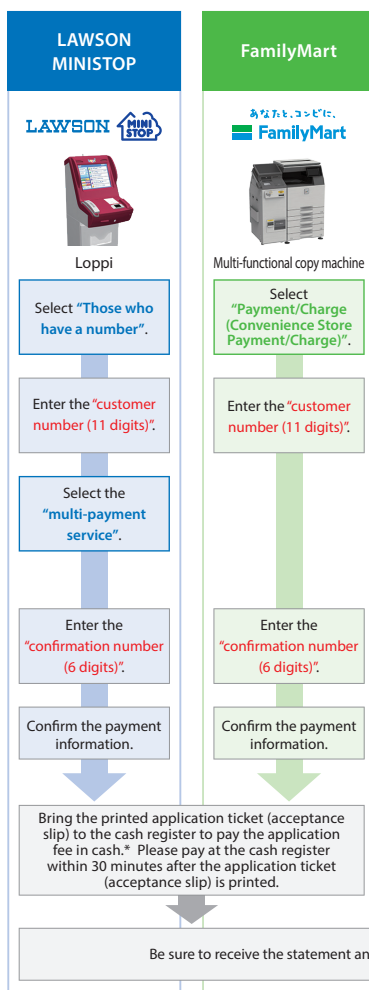 LAWSON
MINISTOP
LAWSON MINI STOP
Loppi
Select "Those who
have a number".
Enter the "customer
number (11 digits)".
Select the
"multi-payment
service".
Enter the
"confirmation number
(6 digits)".
Confirm the payment
information.
FamilyMart
あなたと、コンビに、
FamilyMart
Multi-functional copy machine
Select
"Payment/Charge
(Convenience Store
Payment/Charge)".
Enter the "customer
number (11 digits)".
Enter the
"confirmation number
(6 digits)".
Confirm the payment
information.
Bring the printed application ticket (acceptance
slip) to the cash register to pay the application
fee in cash.* Please pay at the cash register
within 30 minutes after the application ticket
(acceptance slip) is printed.
Be sure to receive the statement an